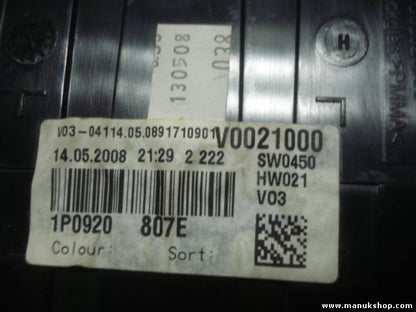 130508
038
H
>PMMA<
V03-04114.05.0891710901
V0021000
14.05.2008 21:29 2 222
SW0450
HW021
V03
1P0920 807E
Colour: Sort:
www.manukshop.com